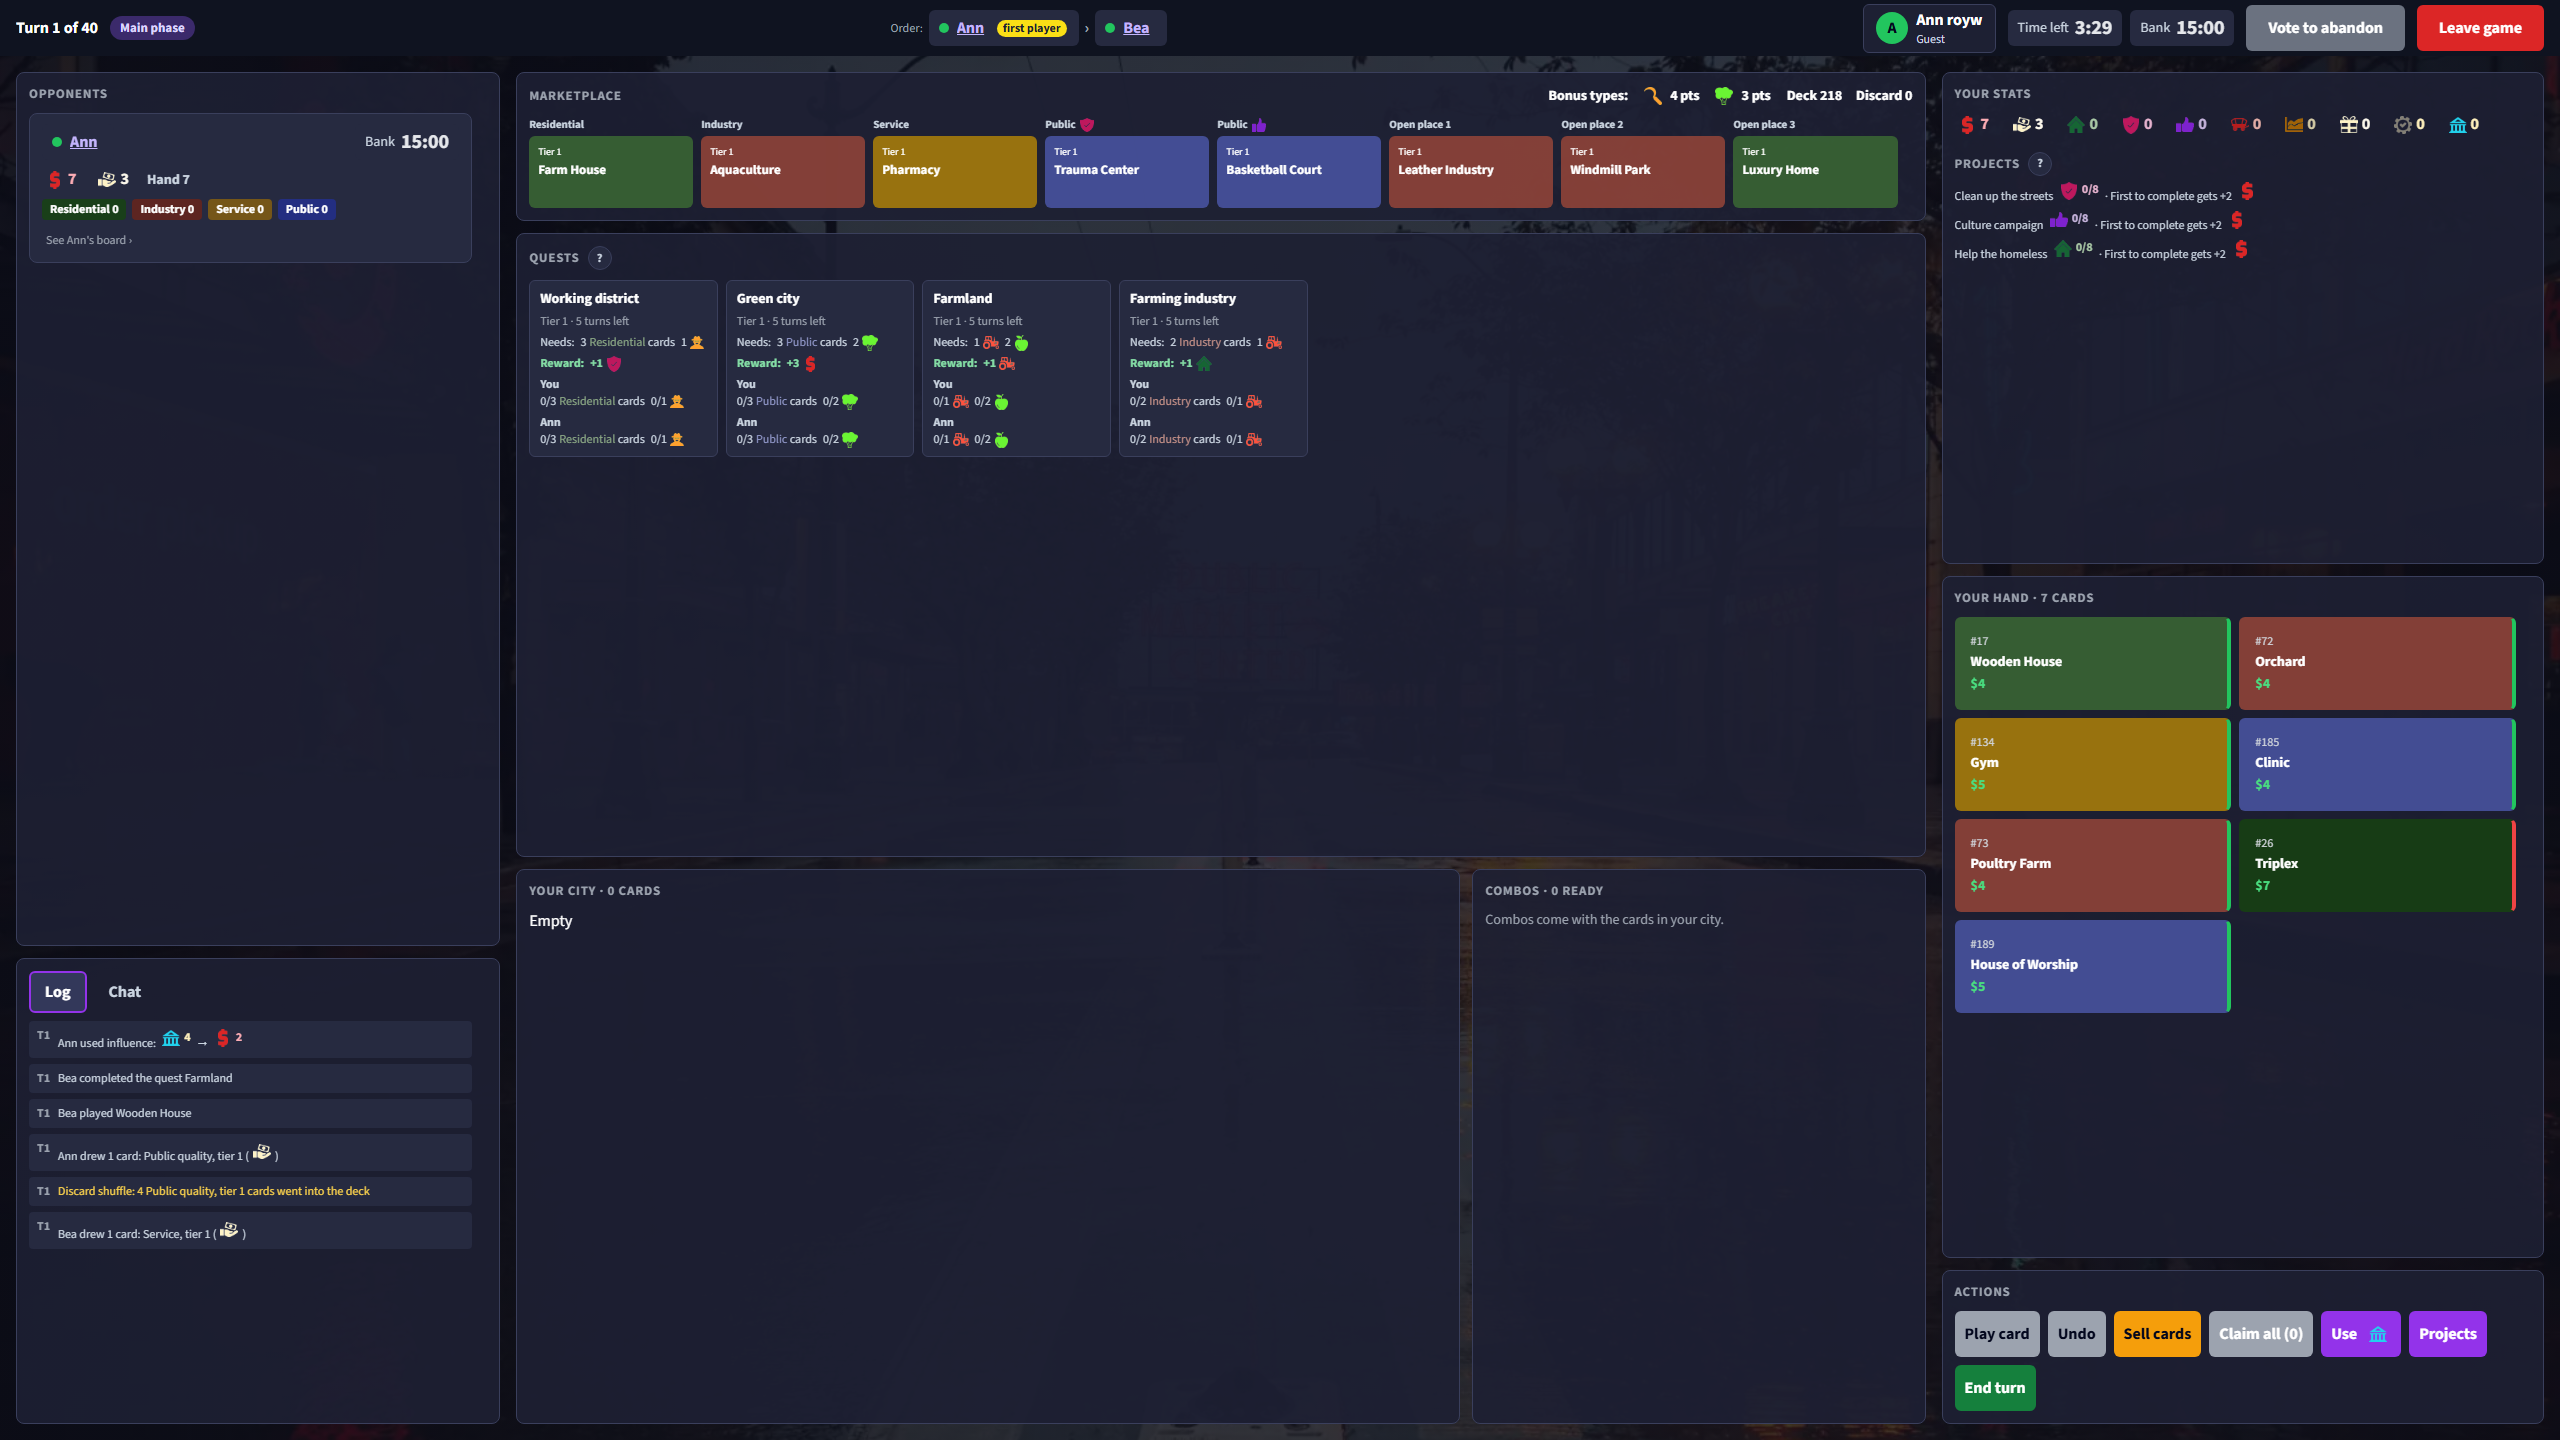 Turn 1 of 40 Main phase
Order: Ann first player › Bea
A Ann royw
Guest
Time left 3:29
Bank 15:00
Vote to abandon
Leave game
OPPONENTS
Ann Bank 15:00
7 3 Hand 7
Residential 0 Industry 0 Service 0 Public 0
See Ann's board ›
MARKETPLACE
Bonus types: 4 pts 3 pts Deck 218 Discard 0
Residential Industry Service Public Public Open place 1 Open place 2 Open place 3
Tier 1 Tier 1 Tier 1 Tier 1 Tier 1 Tier 1 Tier 1 Tier 1
Farm House Aquaculture Pharmacy Trauma Center Basketball Court Leather Industry Windmill Park Luxury Home
QUESTS ?
Working district
Tier 1 · 5 turns left
Needs: 3 Residential cards 1
Reward: +1
You
0/3 Residential cards 0/1
Ann
0/3 Residential cards 0/1
Green city
Tier 1 · 5 turns left
Needs: 3 Public cards 2
Reward: +3
You
0/3 Public cards 0/2
Ann
0/3 Public cards 0/2
Farmland
Tier 1 · 5 turns left
Needs: 1 2
Reward: +1
You
0/1 0/2
Ann
0/1 0/2
Farming industry
Tier 1 · 5 turns left
Needs: 2 Industry cards 1
Reward: +1
You
0/2 Industry cards 0/1
Ann
0/2 Industry cards 0/1
YOUR STATS
7 3 0 0 0 0 0 0 0 0
PROJECTS ?
Clean up the streets 0/8 · First to complete gets +2
Culture campaign 0/8 · First to complete gets +2
Help the homeless 0/8 · First to complete gets +2
YOUR HAND · 7 CARDS
#17
Wooden House
$4
#72
Orchard
$4
#134
Gym
$5
#185
Clinic
$4
#73
Poultry Farm
$4
#26
Triplex
$7
#189
House of Worship
$5
YOUR CITY · 0 CARDS
Empty
COMBOS · 0 READY
Combos come with the cards in your city.
Log Chat
T1 Ann used influence: 4 → 2
T1 Bea completed the quest Farmland
T1 Bea played Wooden House
T1 Ann drew 1 card: Public quality, tier 1 ( )
T1 Discard shuffle: 4 Public quality, tier 1 cards went into the deck
T1 Bea drew 1 card: Service, tier 1 ( )
ACTIONS
Play card Undo Sell cards Claim all (0) Use Projects
End turn